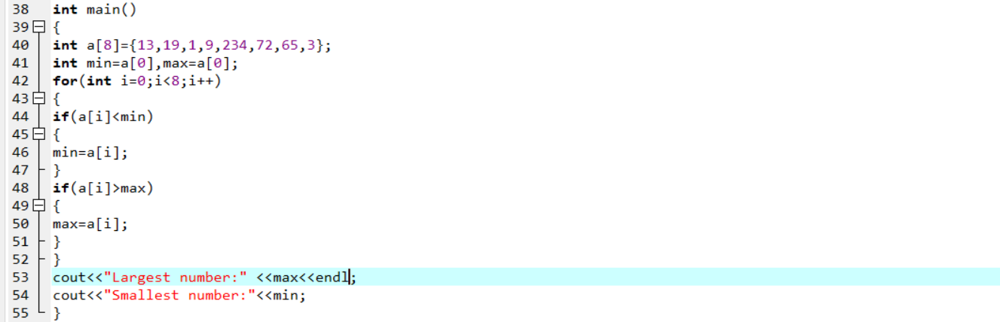 38 int main()
39 {
40 int a[8]={13,19,1,9,234,72,65,3};
41 int min=a[0],max=a[0];
42 for(int i=0;i<8;i++)
43 {
44 if(a[i]<min)
45 {
46 min=a[i];
47 }
48 if(a[i]>max)
49 {
50 max=a[i];
51 }
52 }
53 cout<<"Largest number:" <<max<<endl;
54 cout<<"Smallest number:"<<min;
55 }